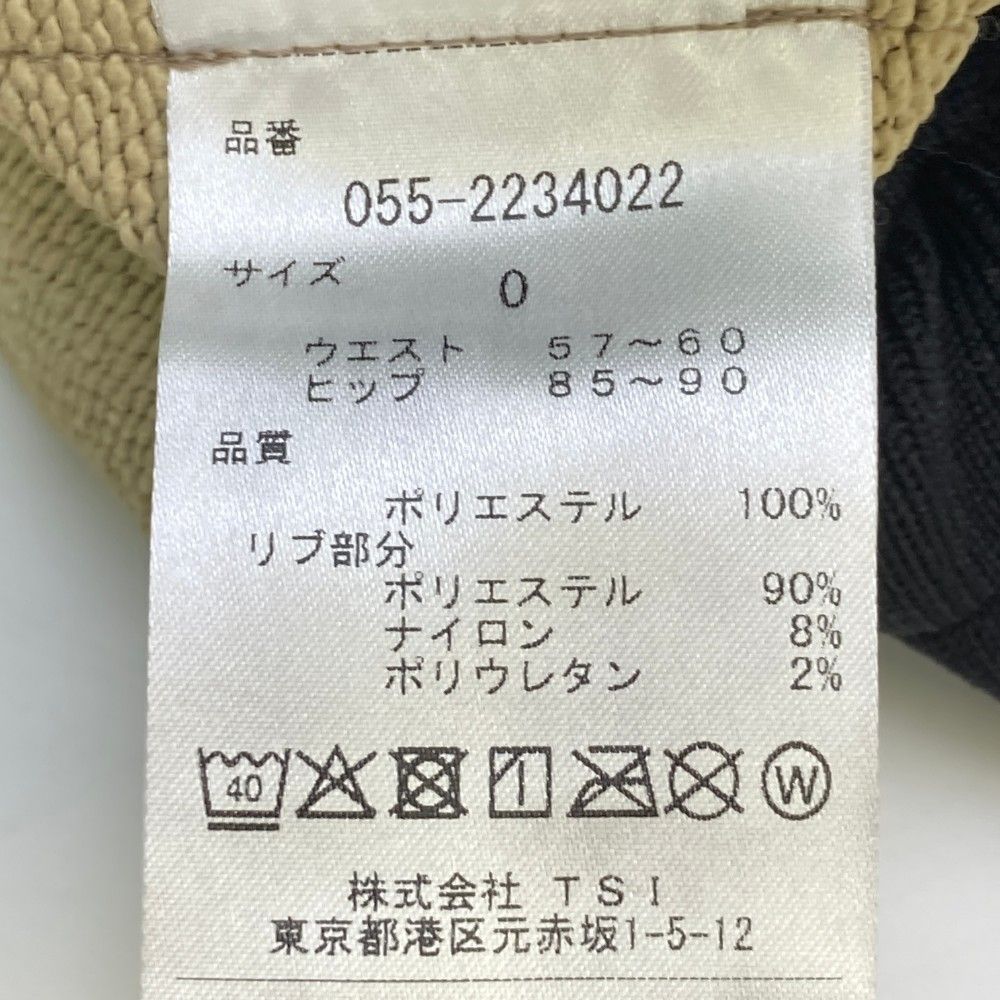 品番
055-2234022
サイズ 0
ウエスト 57～60
ヒップ 85～90
品質
ポリエステル 100%
リブ部分
ポリエステル 90%
ナイロン 8%
ポリウレタン 2%
40 W
株式会社 TSI
東京都港区元赤坂1-5-12